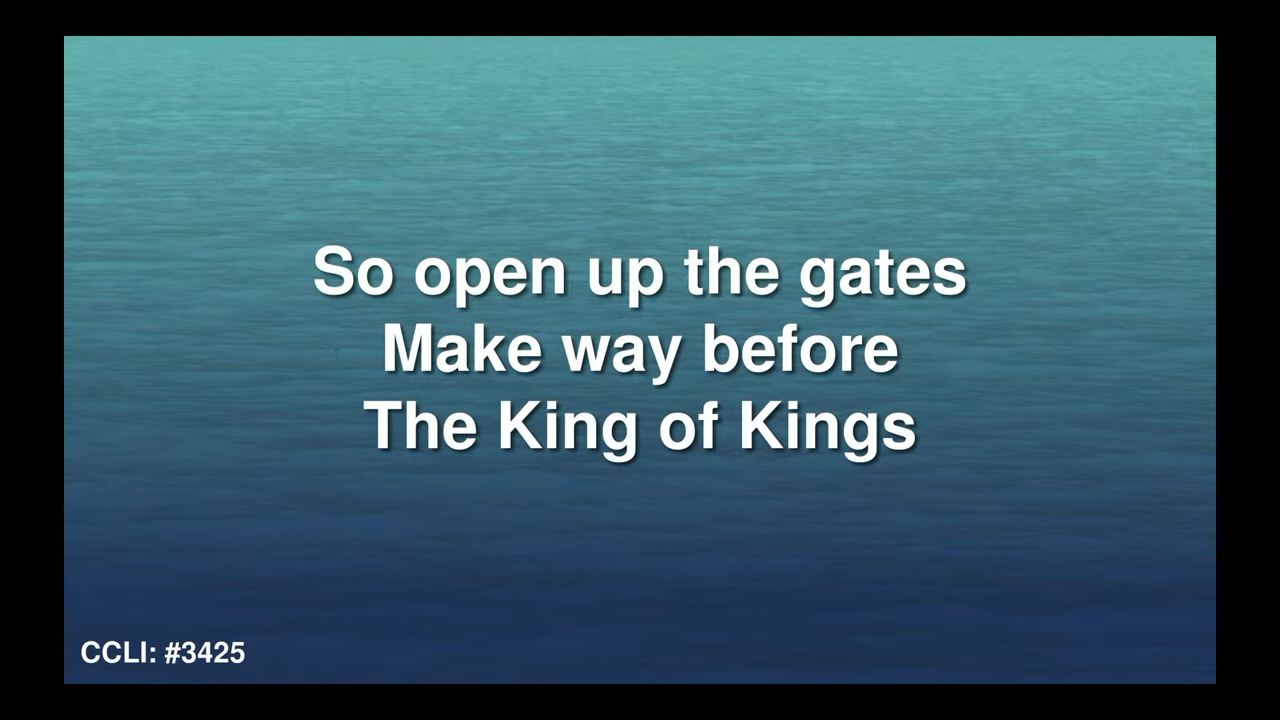 So open up the gates
Make way before
The King of Kings
CCLI: #3425